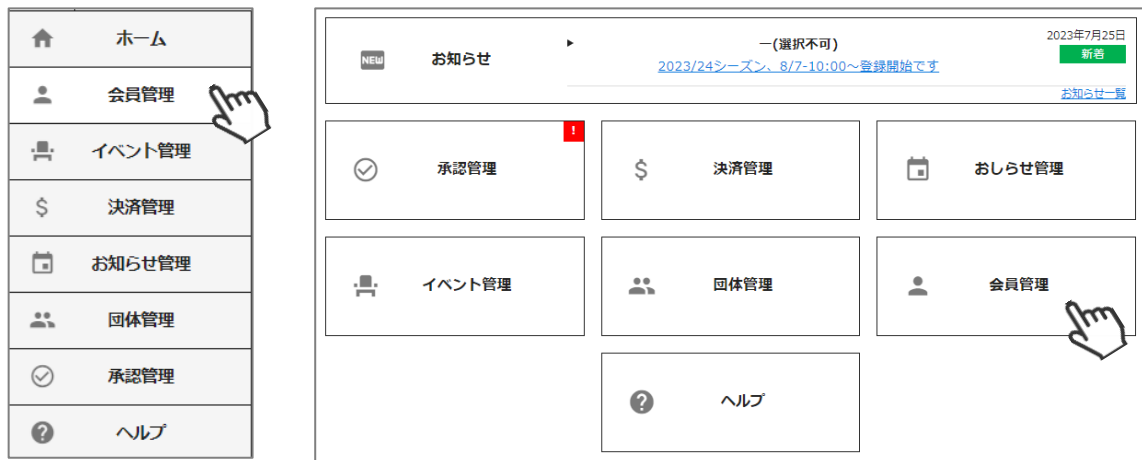 ホーム
会員管理
イベント管理
決済管理
お知らせ管理
団体管理
承認管理
ヘルプ
NEW
お知らせ
ー(選択不可)
2023/24シーズン、8/7-10:00～登録開始です
2023年7月25日
新着
お知らせ一覧
承認管理
!
決済管理
おしらせ管理
イベント管理
団体管理
会員管理
ヘルプ